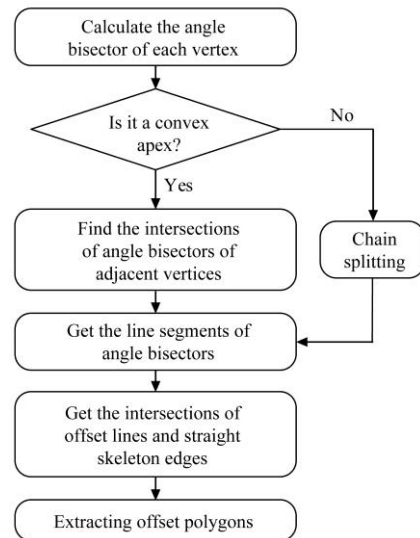 Calculate the angle
bisector of each vertex
Is it a convex
apex?
No
Yes
Find the intersections
of angle bisectors of
adjacent vertices
Chain
splitting
Get the line segments of
angle bisectors
Get the intersections of
offset lines and straight
skeleton edges
Extracting offset polygons